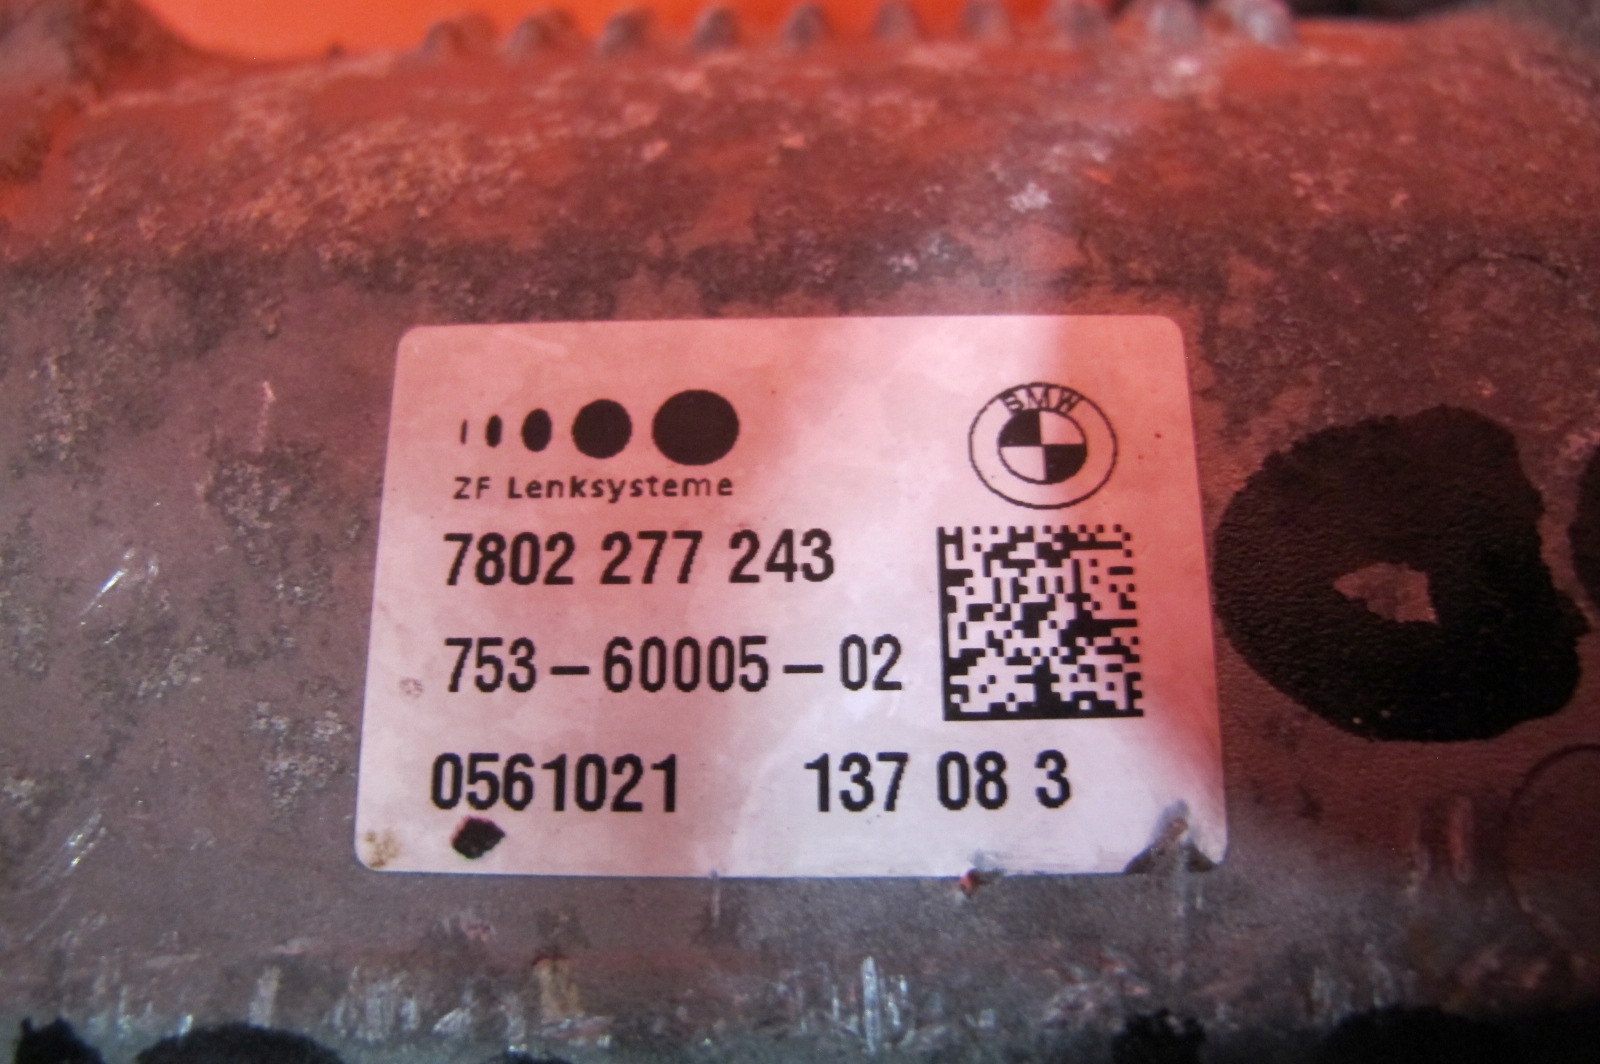 BMW
ZF Lenksysteme
7802 277 243
753-60005-02
0561021 137 08 3